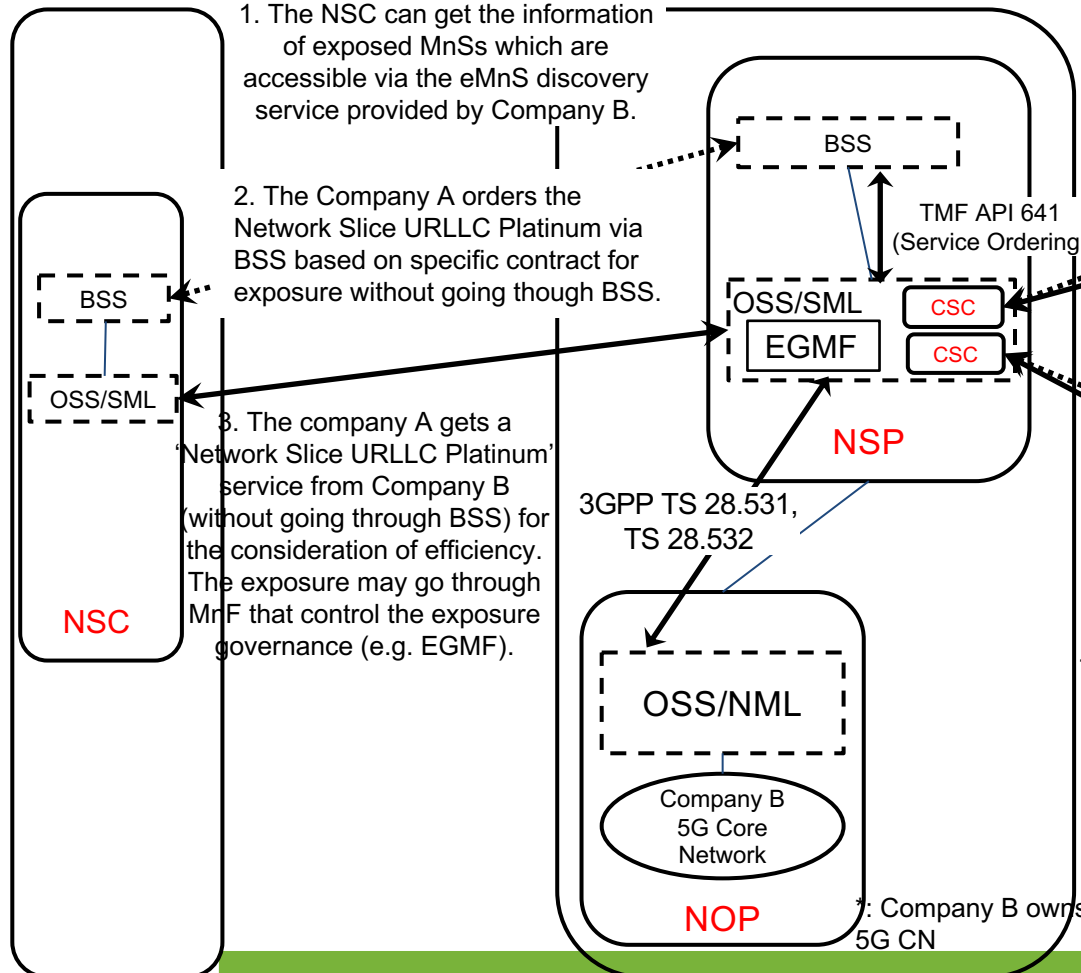 1. The NSC can get the information
of exposed MnSs which are
accessible via the eMnS discovery
service provided by Company B.
BSS
2. The Company A orders the
Network Slice URLLC Platinum via
BSS based on specific contract for
exposure without going though BSS.
TMF API 641
(Service Ordering
BSS
OSS/SML
CSC
EGMF
CSC
OSS/SML
3. The company A gets a
'Network Slice URLLC Platinum'
service from Company B
(without going through BSS) for
the consideration of efficiency.
The exposure may go through
MnF that control the exposure
governance (e.g. EGMF).
NSP
3GPP TS 28.531,
TS 28.532
NSC
OSS/NML
Company B
5G Core
Network
NOP
*: Company B owns
5G CN